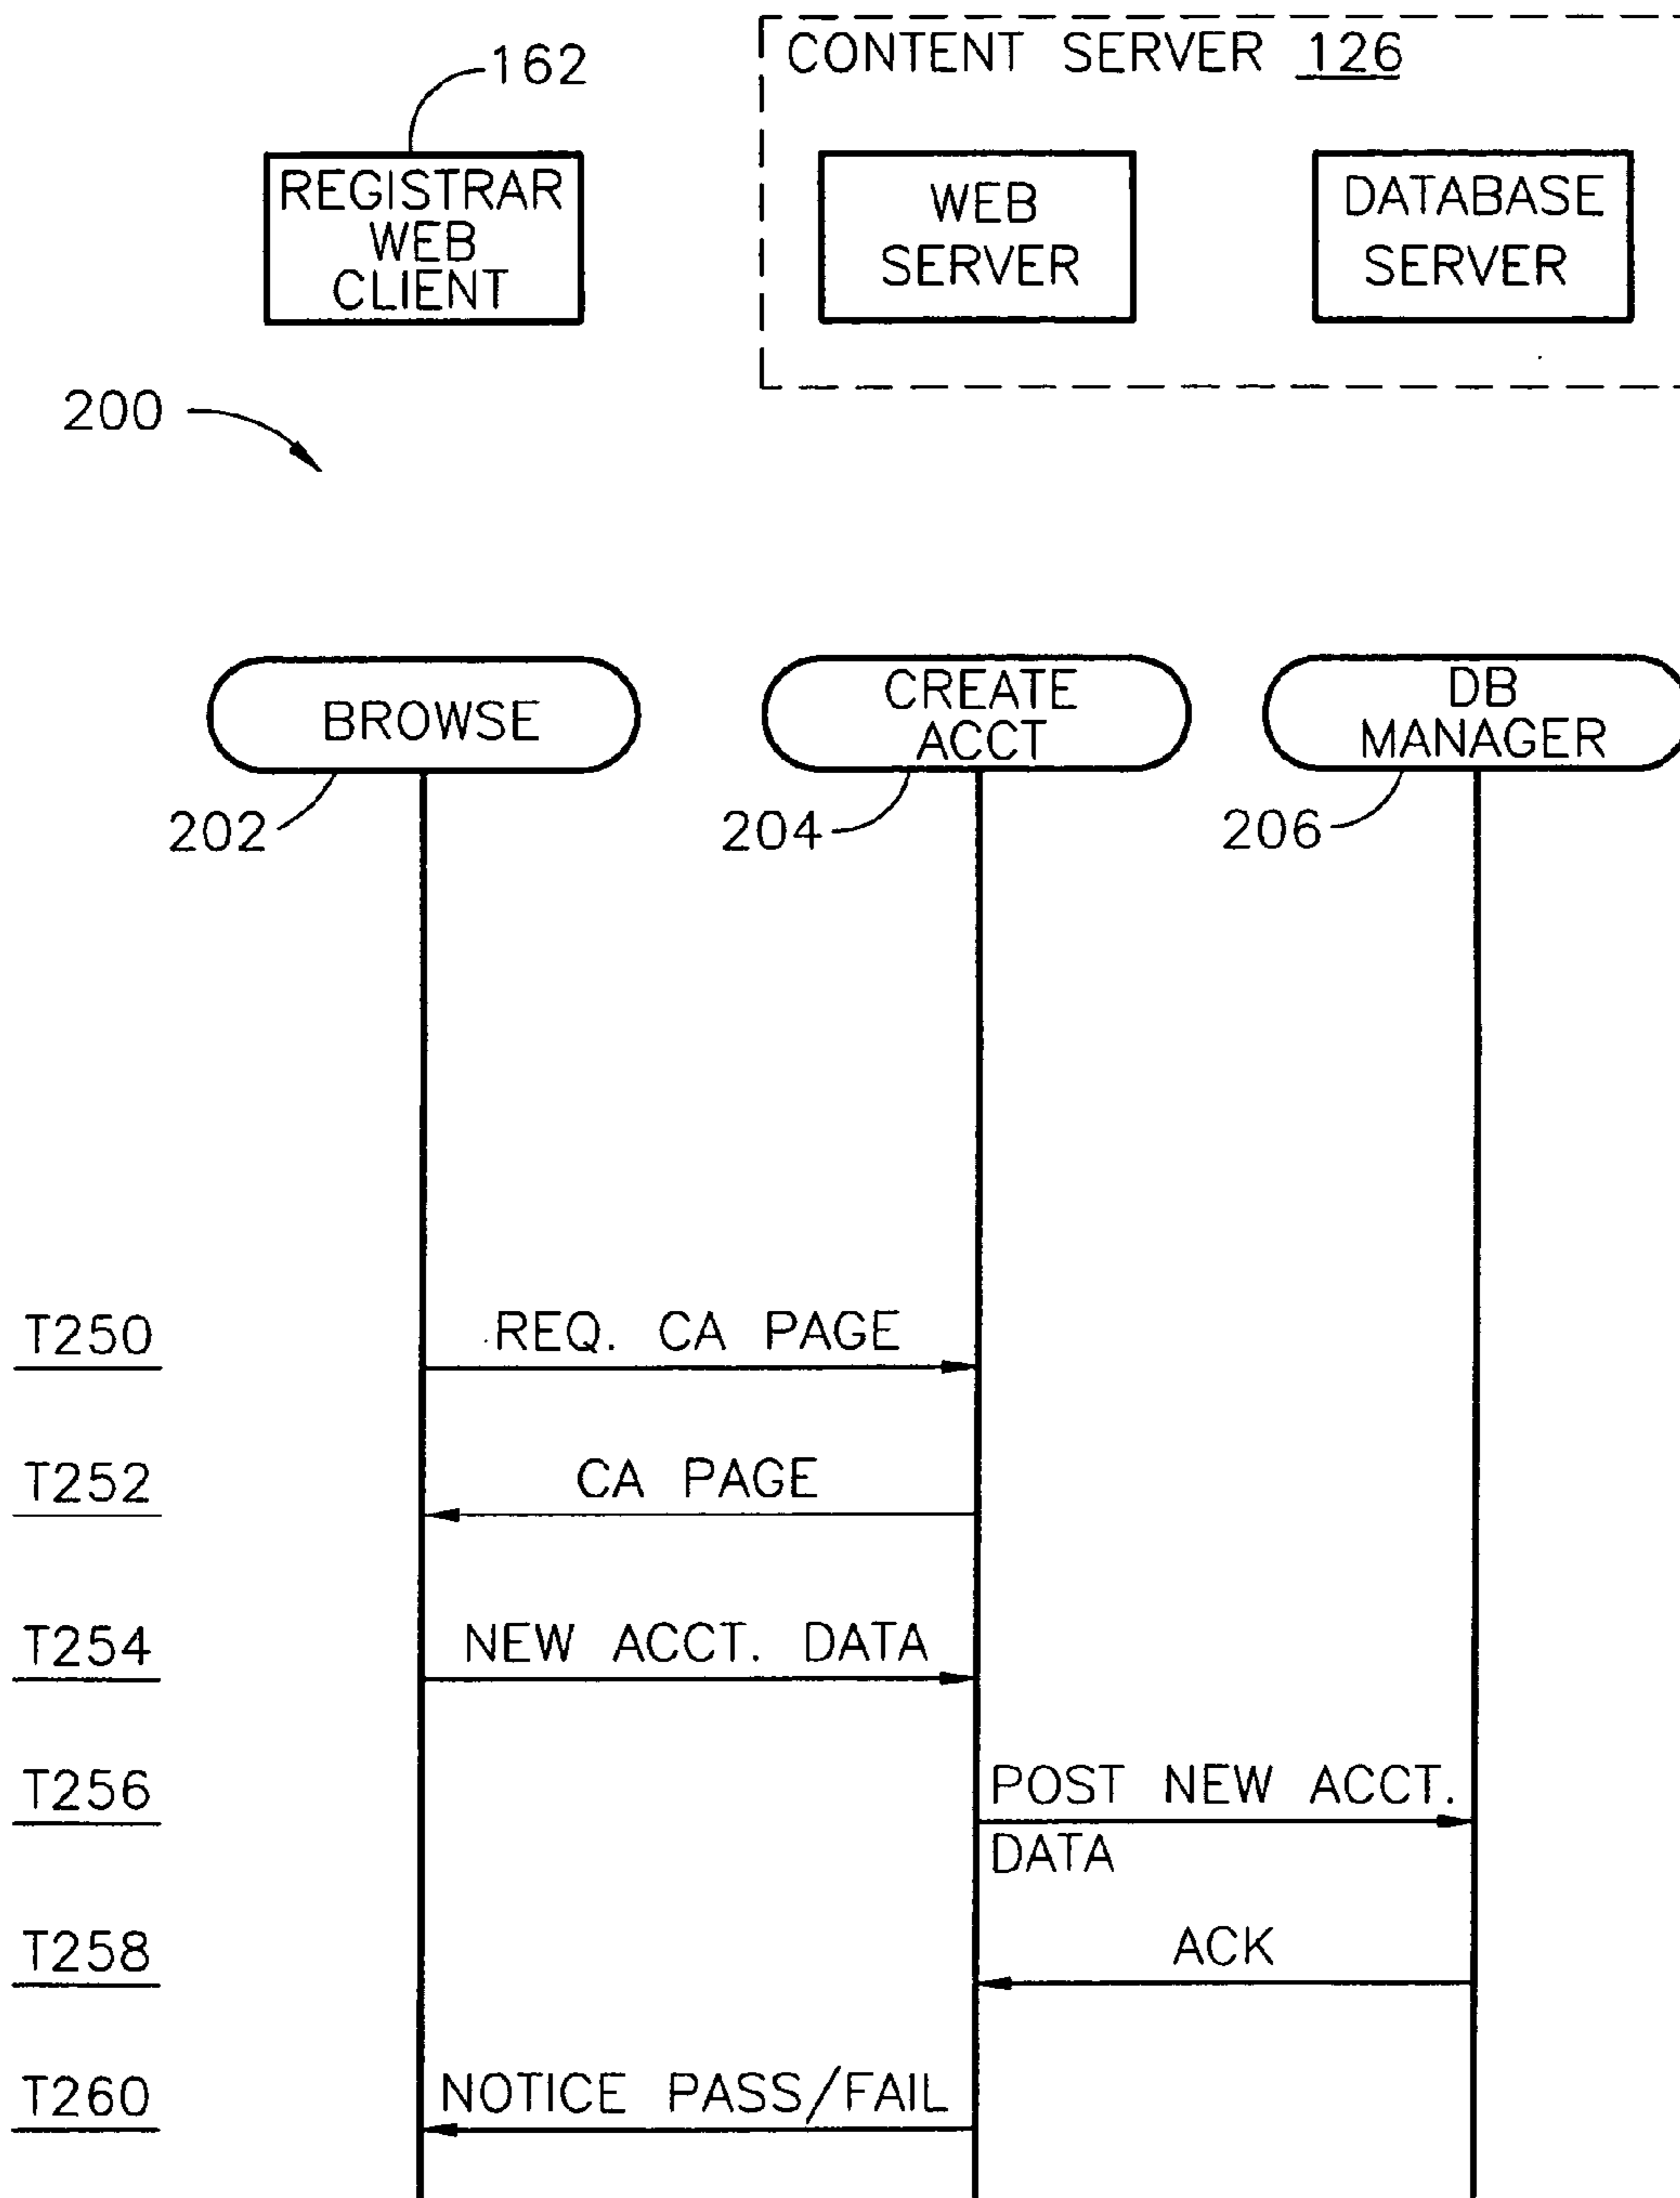 162
CONTENT SERVER 126
REGISTRAR
WEB
CLIENT
WEB
SERVER
DATABASE
SERVER
200
BROWSE
CREATE
ACCT
DB
MANAGER
202
204
206
T250
REQ. CA PAGE
T252
CA PAGE
T254
NEW ACCT. DATA
T256
POST NEW ACCT.
DATA
T258
ACK
T260
NOTICE PASS/FAIL